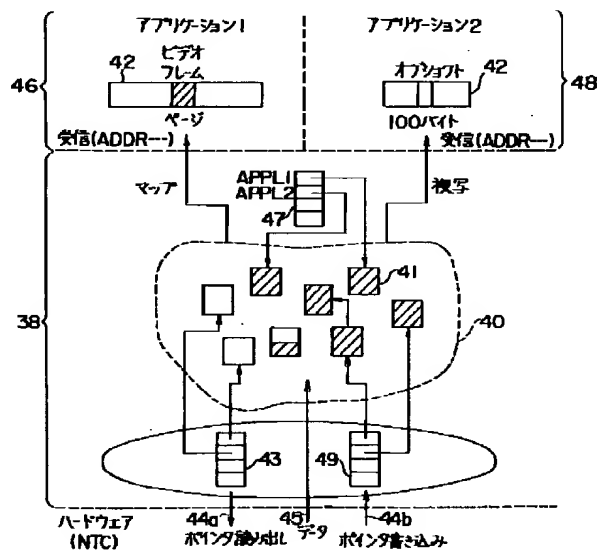 アプリケーション1
アプリケーション2
46
42
ビデオ
フレーム
オブジェクト
42
48
ページ
100バイト
受信(ADDR---)
受信(ADDR---)
マップ
APPL1
APPL2
47
複写
41
38
40
43
49
ハードウェア
(NTC)
44a
ポインタ読み出し
45
データ
44b
ポインタ書き込み